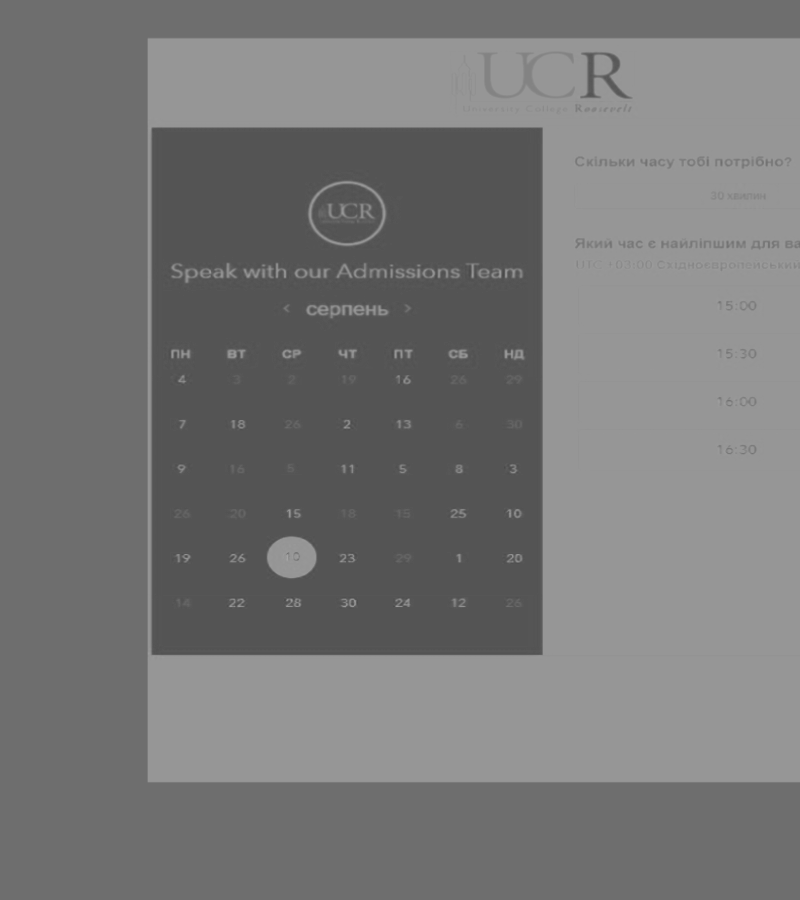 UCR
University College Roosevelt
UCR
Speak with our Admissions Team
< серпень >
ПН ВТ СР ЧТ ПТ СБ НД
4 3 2 19 16 26 29
7 18 26 2 13 6 30
9 16 5 11 5 8 3
26 20 15 18 15 25 10
19 26 10 23 29 1 20
14 22 28 30 24 12 26
Скільки часу тобі потрібно?
30 хвилин
Який час є найліпшим для ва
UTC +03:00 Східноєвропейський
15:00
15:30
16:00
16:30